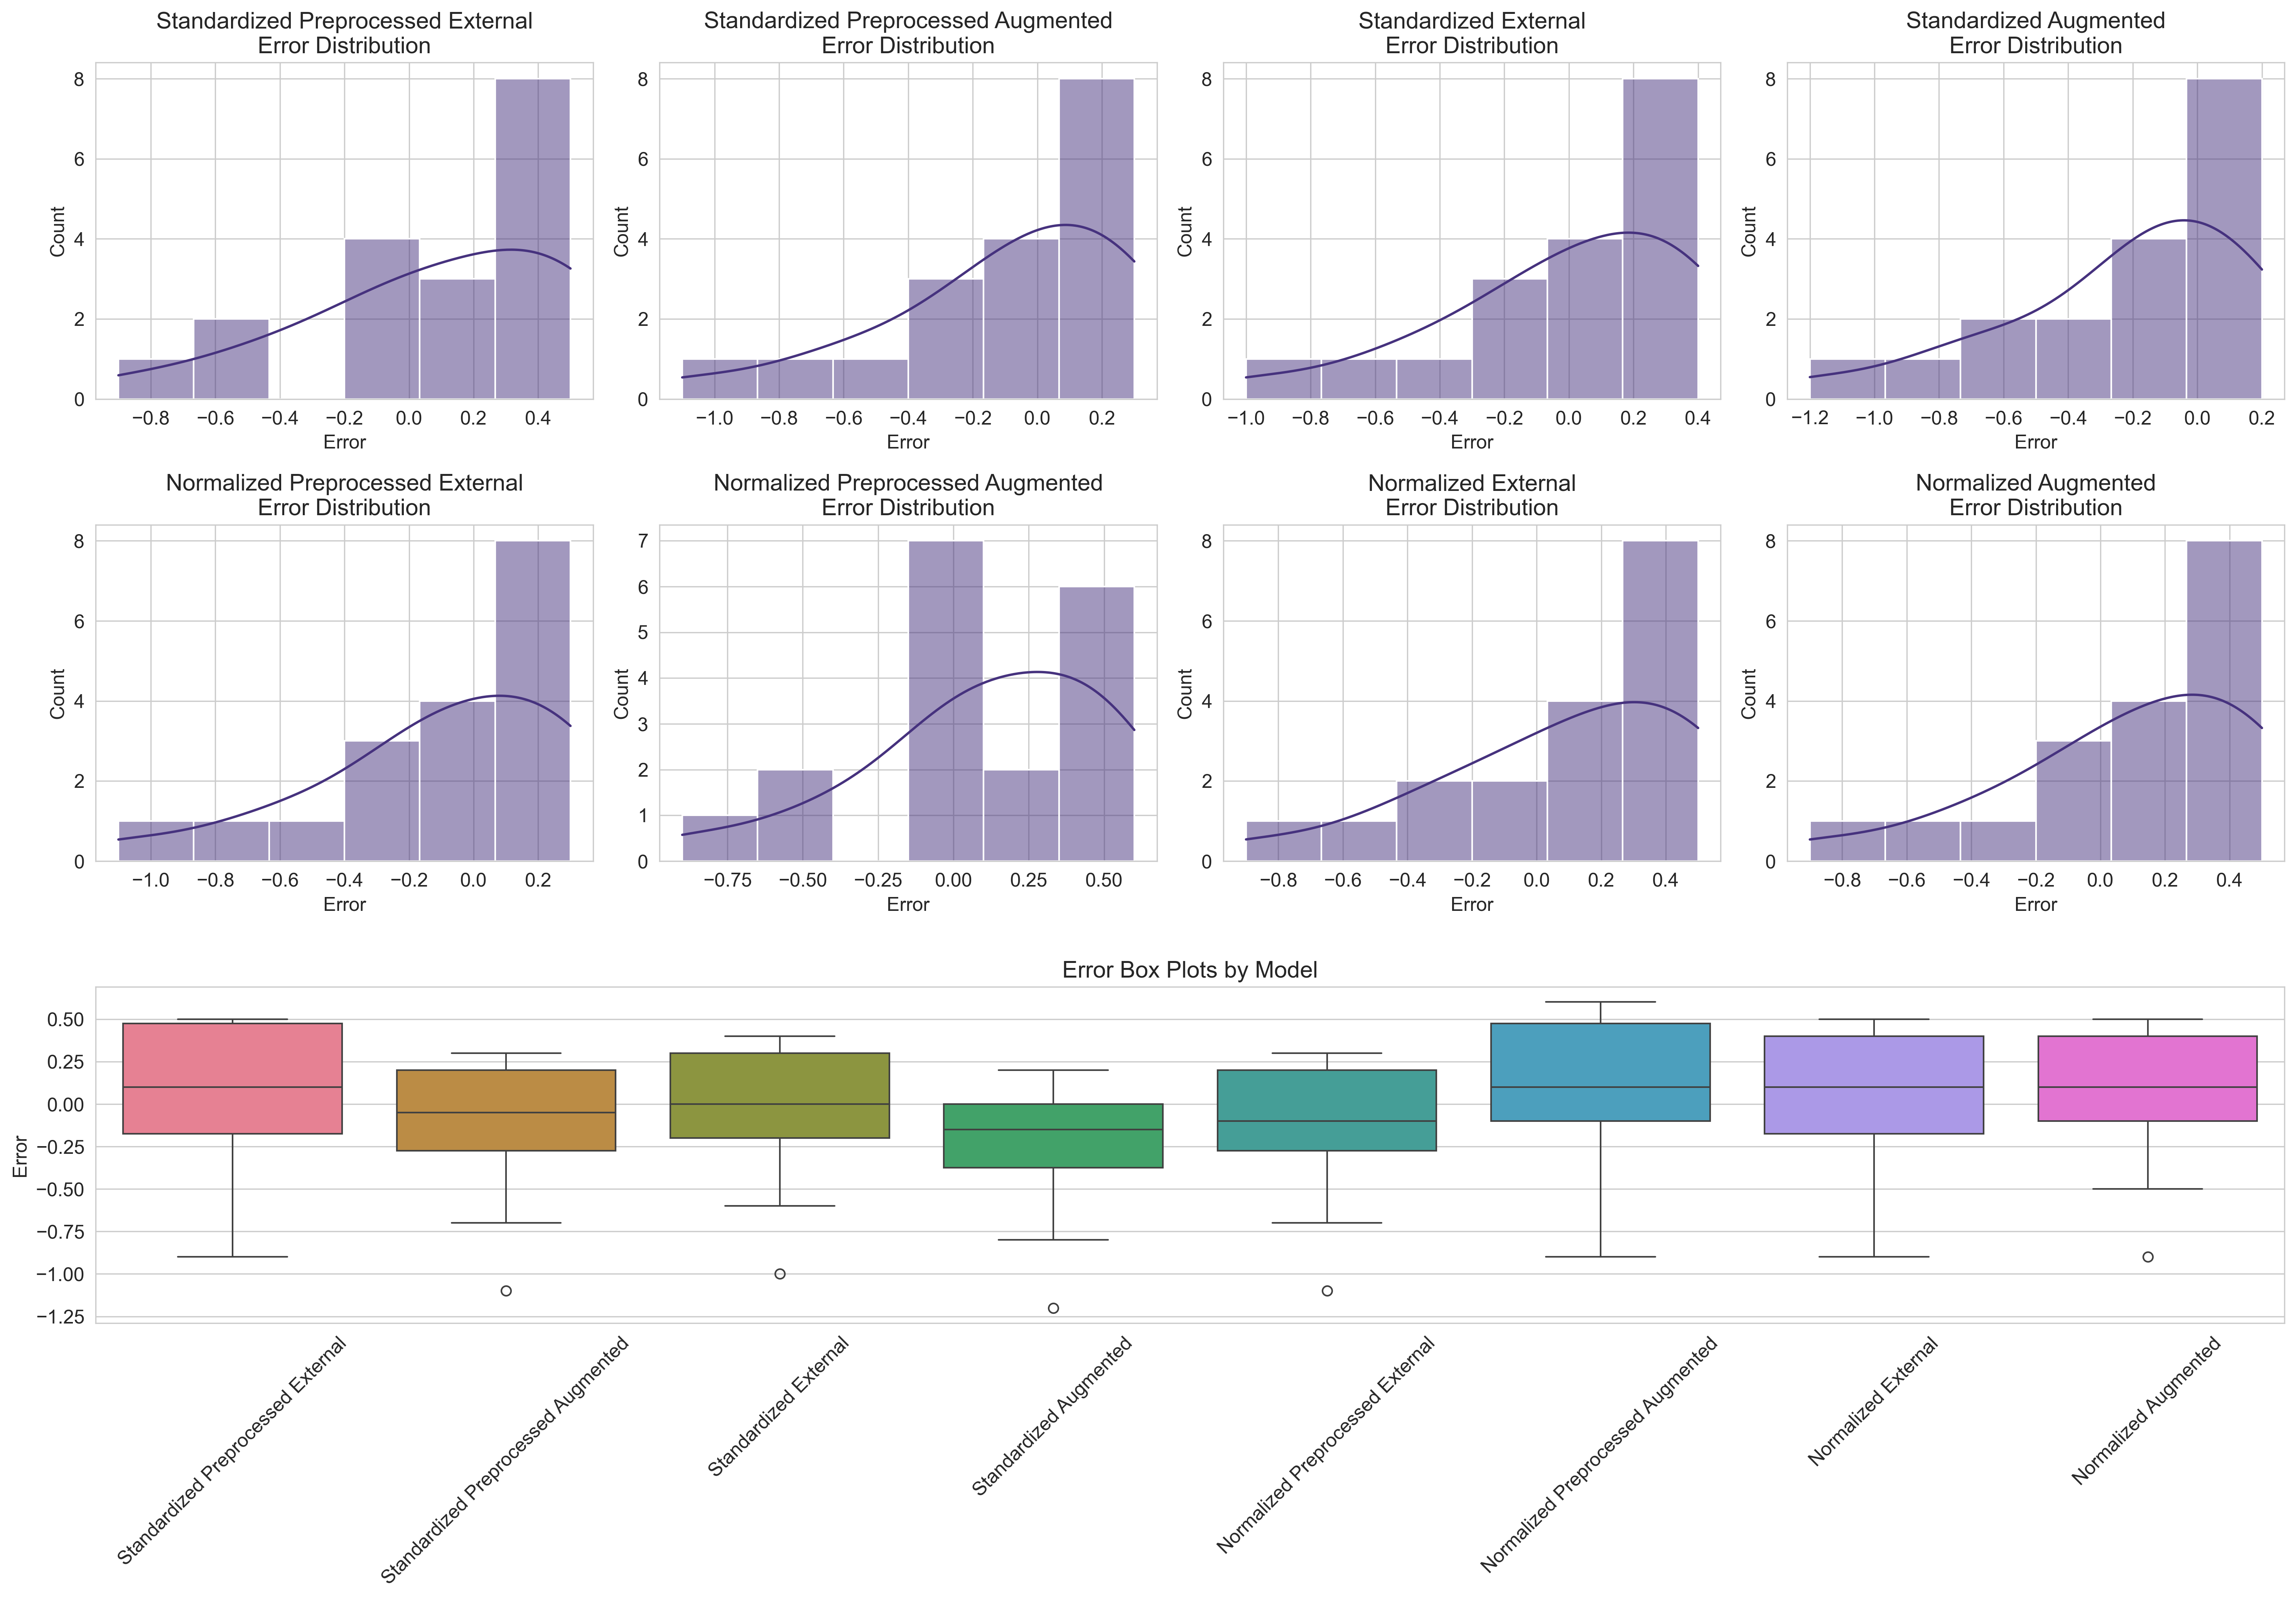 Standardized Preprocessed External
Error Distribution
Standardized Preprocessed Augmented
Error Distribution
Standardized External
Error Distribution
Standardized Augmented
Error Distribution
Count
8
6
4
2
0
−0.8 −0.6 −0.4 −0.2 0.0 0.2 0.4
Error
Count
8
6
4
2
0
−1.0 −0.8 −0.6 −0.4 −0.2 0.0 0.2
Error
Count
8
6
4
2
0
−1.0 −0.8 −0.6 −0.4 −0.2 0.0 0.2 0.4
Error
Count
8
6
4
2
0
−1.2 −1.0 −0.8 −0.6 −0.4 −0.2 0.0 0.2
Error
Normalized Preprocessed External
Error Distribution
Normalized Preprocessed Augmented
Error Distribution
Normalized External
Error Distribution
Normalized Augmented
Error Distribution
Count
8
6
4
2
0
−1.0 −0.8 −0.6 −0.4 −0.2 0.0 0.2
Error
Count
7
6
5
4
3
2
1
0
−0.75 −0.50 −0.25 0.00 0.25 0.50
Error
Count
8
6
4
2
0
−0.8 −0.6 −0.4 −0.2 0.0 0.2 0.4
Error
Count
8
6
4
2
0
−0.8 −0.6 −0.4 −0.2 0.0 0.2 0.4
Error
Error Box Plots by Model
Error
0.50
0.25
0.00
−0.25
−0.50
−0.75
−1.00
−1.25
Standardized Preprocessed External
Standardized Preprocessed Augmented
Standardized External
Standardized Augmented
Normalized Preprocessed External
Normalized Preprocessed Augmented
Normalized External
Normalized Augmented